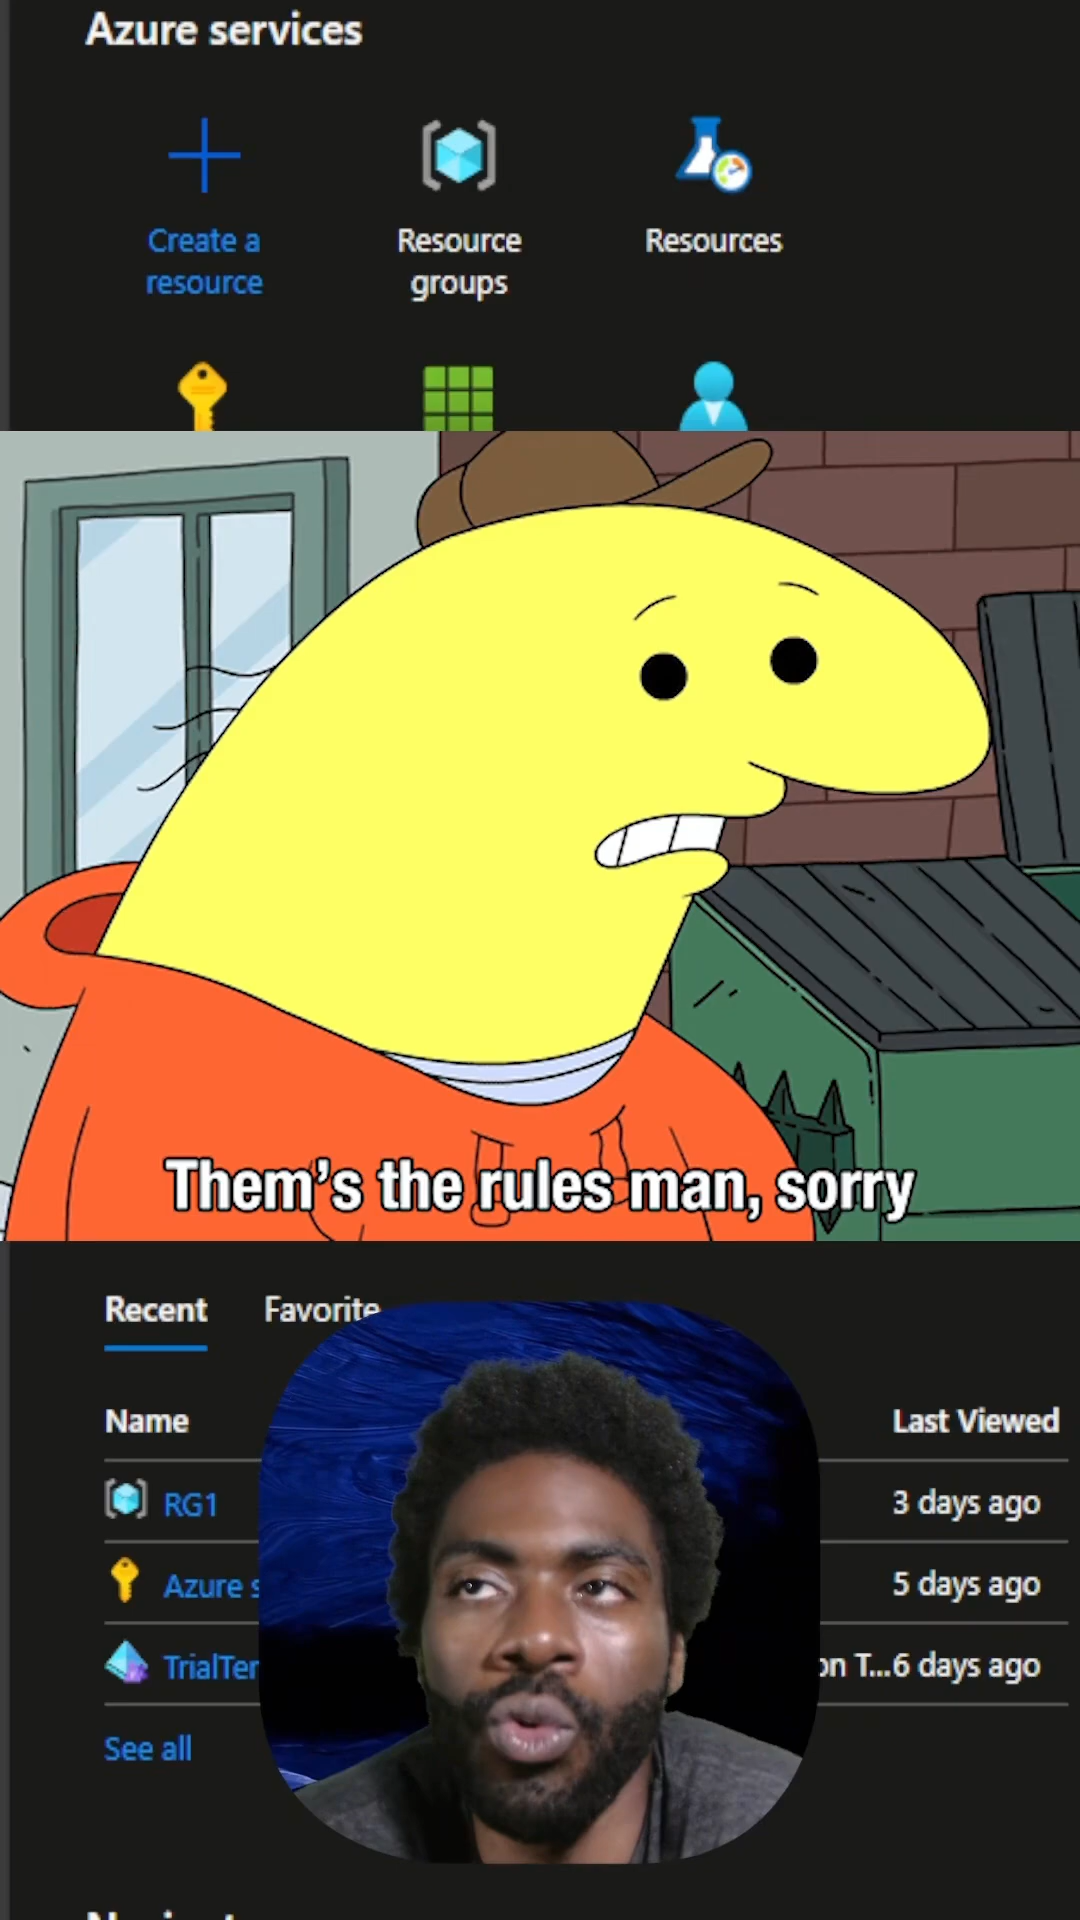 Azure services
Create a
resource
Resource
groups
Resources
Them's the rules man, sorry
Recent
Favorite
Name
Last Viewed
RG1
3 days ago
Azure s
5 days ago
TrialTer
on T...
6 days ago
See all